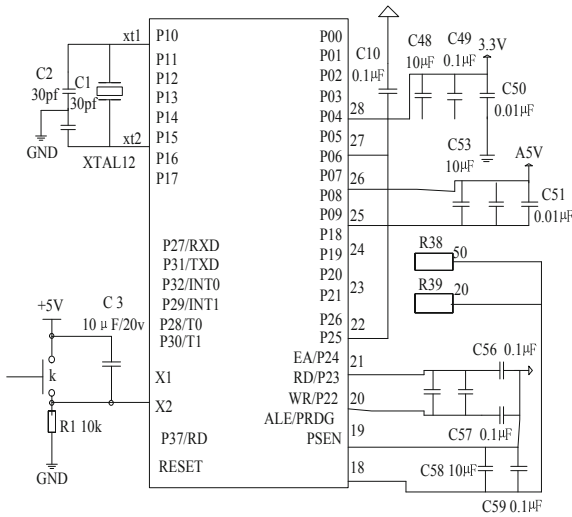 xt1
C2
30pf
C1
30pf
GND
xt2
XTAL12
+5V
C 3
10 μ F/20v
k
R1 10k
GND
P10
P11
P12
P13
P14
P15
P16
P17
P27/RXD
P31/TXD
P32/INT0
P29/INT1
P28/T0
P30/T1
X1
X2
P37/RD
RESET
P00
P01
P02
P03
P04
P05
P06
P07
P08
P09
P18
P19
P20
P21
P26
P25
EA/P24
RD/P23
WR/P22
ALE/PRDG
PSEN
28
27
26
25
24
23
22
21
20
19
18
C10
0.1μF
C48
10μF
C49
0.1μF
3.3V
C50
0.01μF
C53
10μF
A5V
C51
0.01μF
R38
50
R39
20
C56 0.1μF
C57 0.1μF
C58 10μF
C59 0.1μF